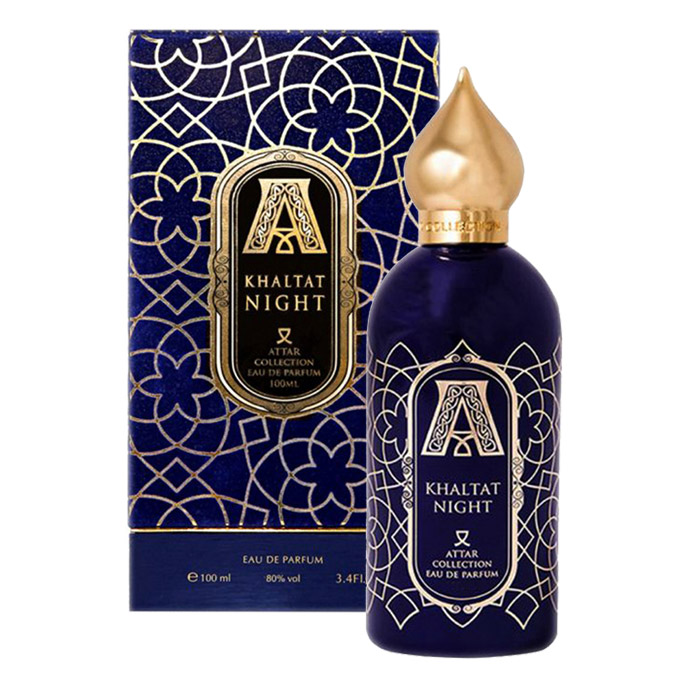 A
KHALTAT
NIGHT
ATTAR
COLLECTION
EAU DE PARFUM
100ML
EAU DE PARFUM
℮ 100 ml 80% vol 3.4FL
COLLECTION
A
KHALTAT
NIGHT
ATTAR
COLLECTION
EAU DE PARFUM